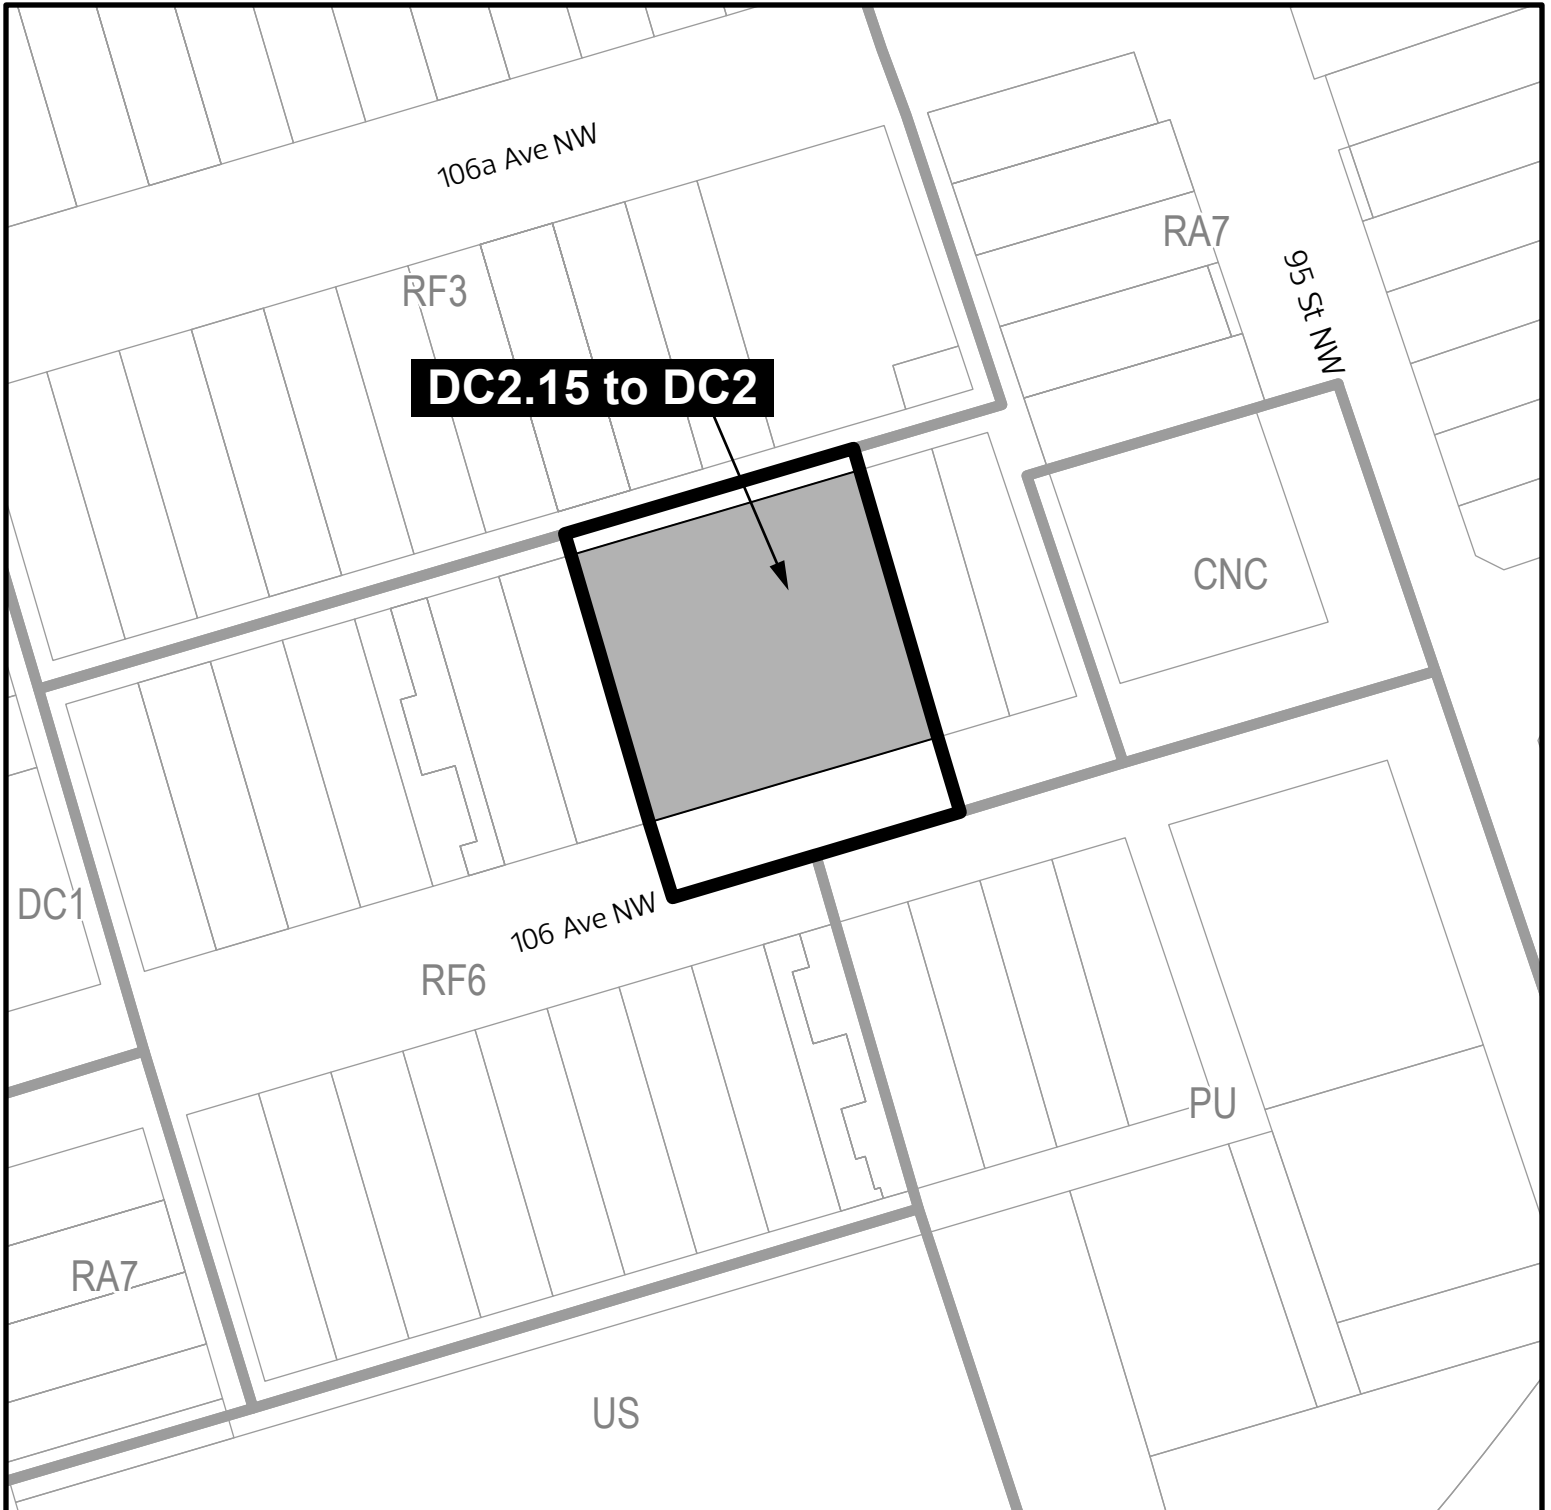 106a Ave NW
RA7
95 St NW
RF3
DC2.15 to DC2
CNC
DC1
106 Ave NW
RF6
PU
RA7
US